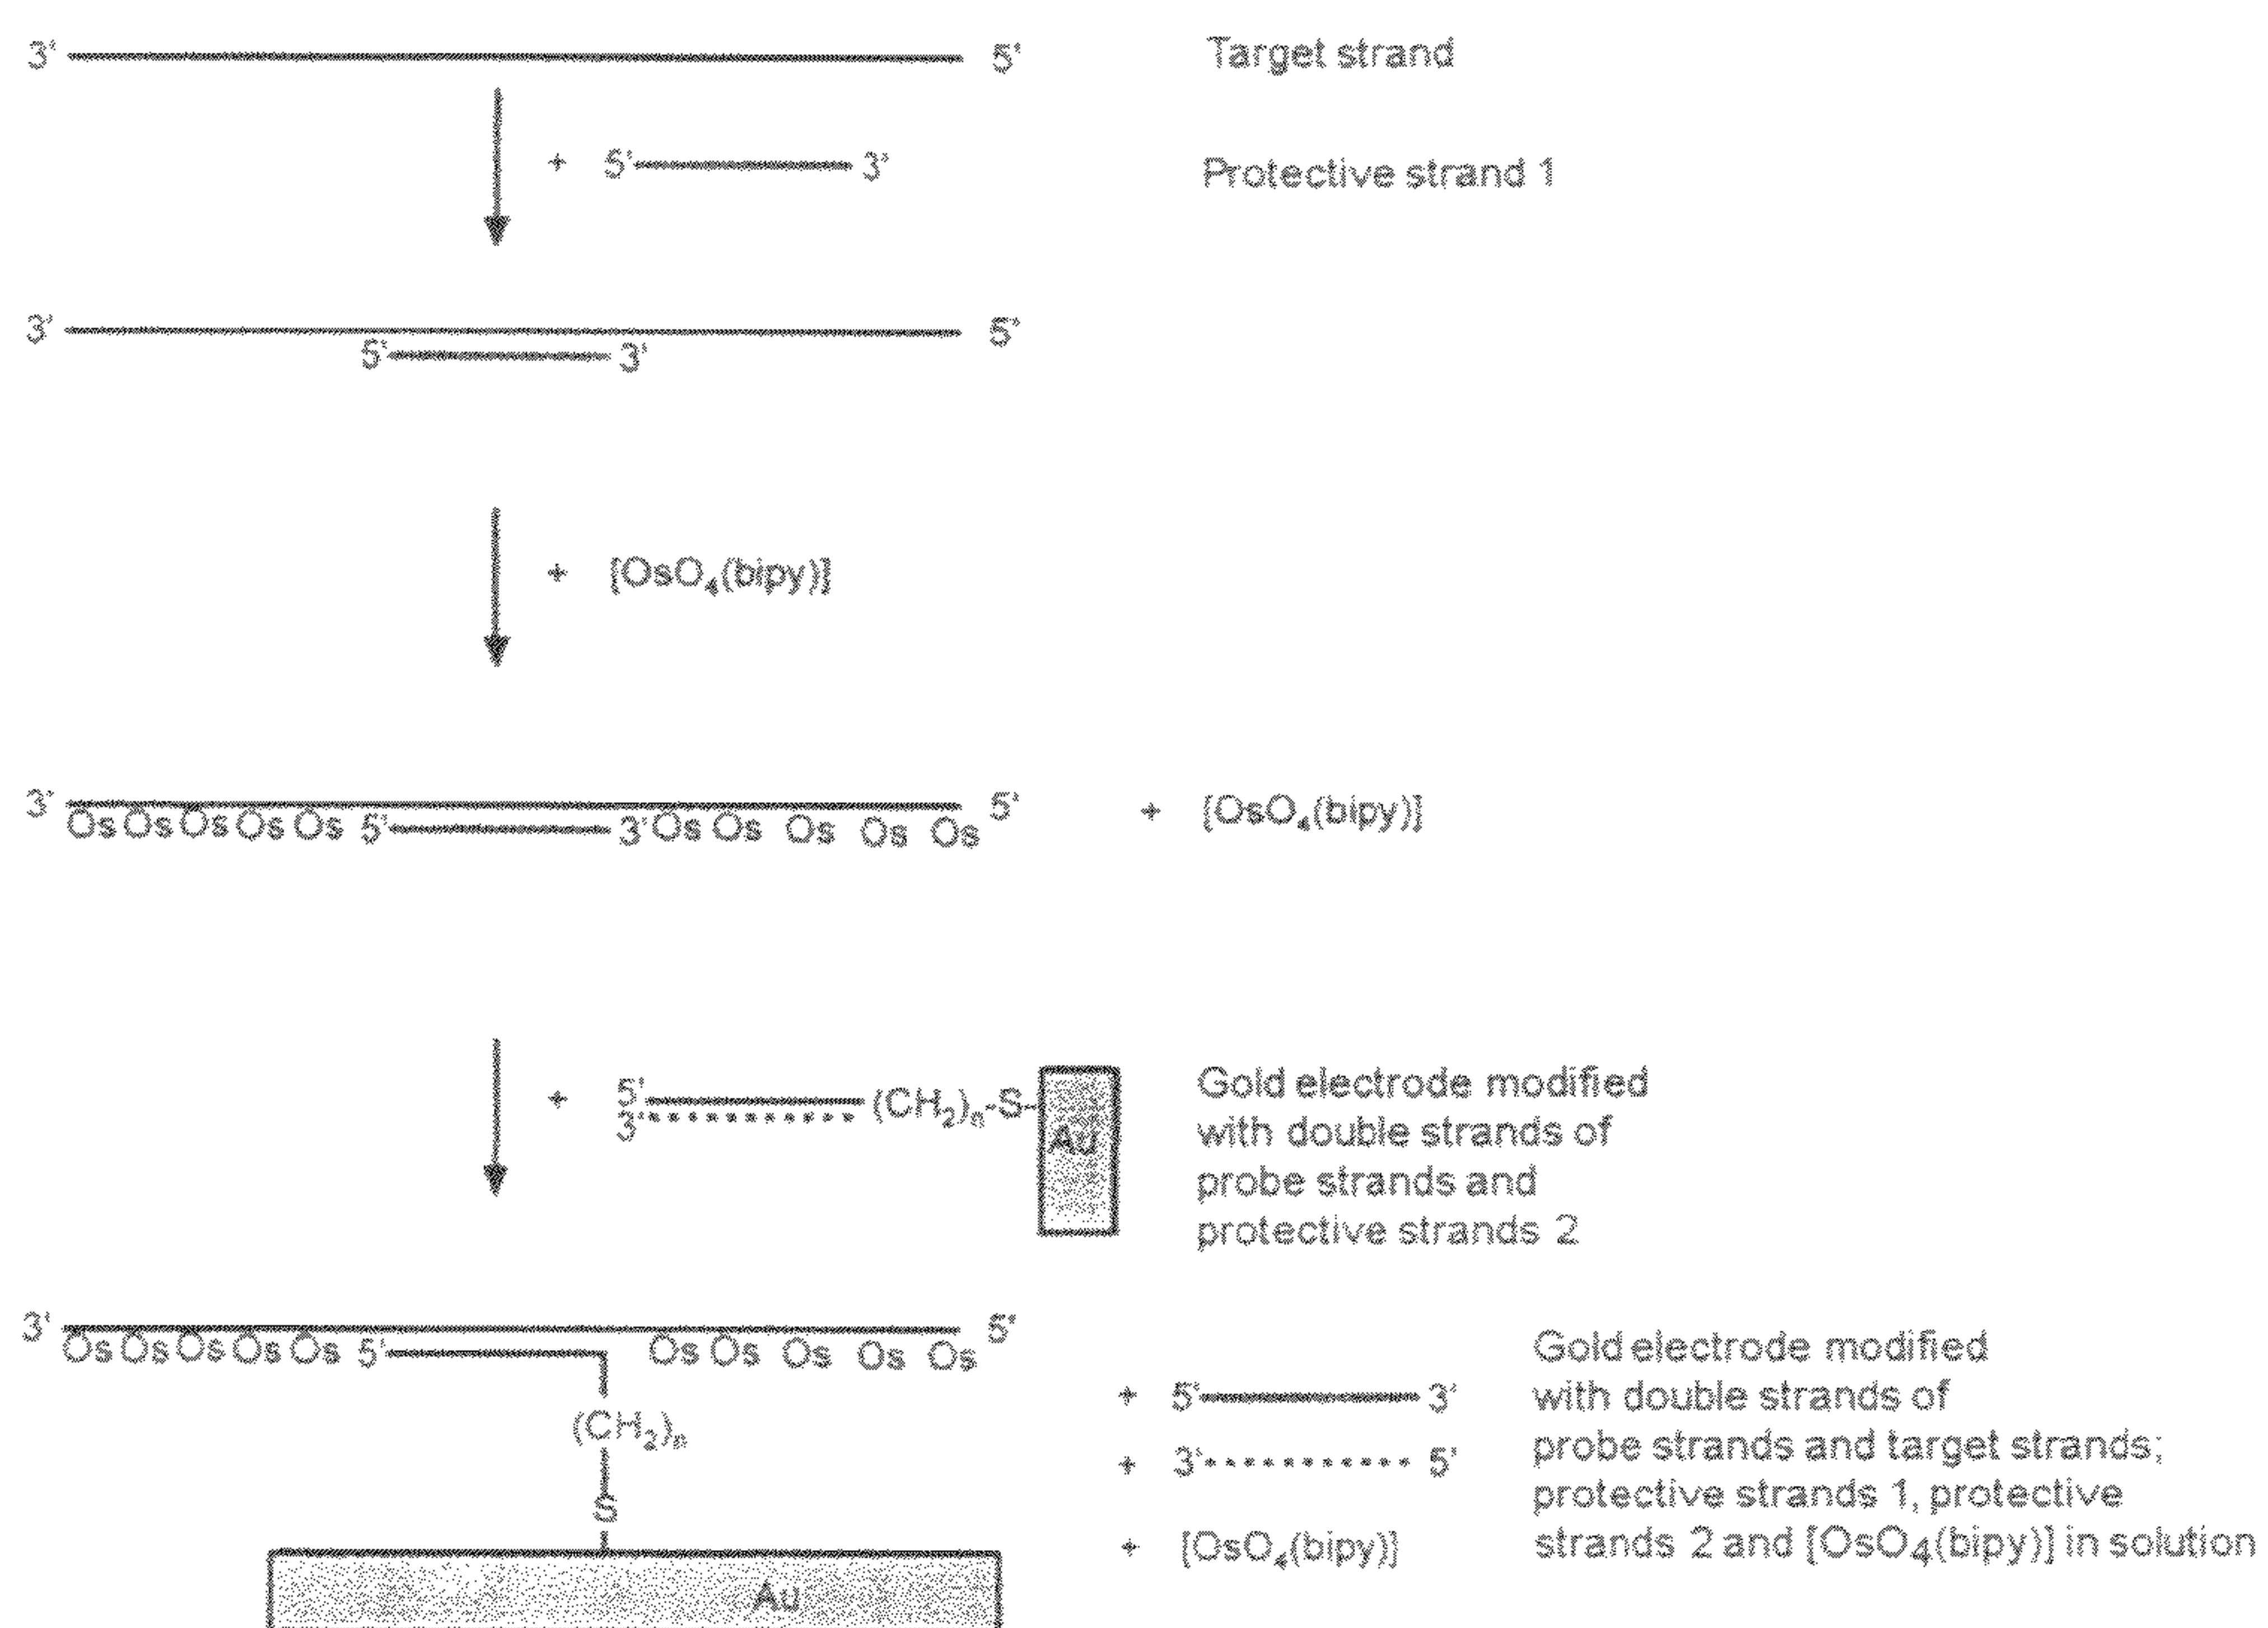 3' 5' Target strand
+ 5' 3' Protective strand 1
3' 5'
5' 3'
+ [OsO₄(bipy)]
3' 5' + [OsO₄(bipy)]
Os Os Os Os Os 5' 3' Os Os Os Os Os
+ 5' (CH₂)ₙ-S- Au
3'
Gold electrode modified
with double strands of
probe strands and
protective strands 2
3' 5'
Os Os Os Os Os 5' Os Os Os Os Os
(CH₂)ₙ
S
Au
+ 5' 3'
+ 3' 5'
+ [OsO₄(bipy)]
Gold electrode modified
with double strands of
probe strands and target strands;
protective strands 1, protective
strands 2 and [OsO₄(bipy)] in solution